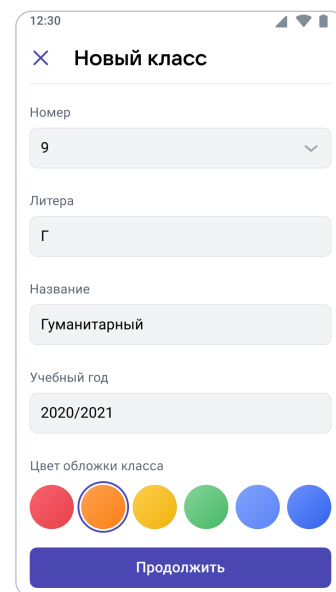 12:30
Новый класс
Номер
9
Литера
Г
Название
Гуманитарный
Учебный год
2020/2021
Цвет обложки класса
Продолжить